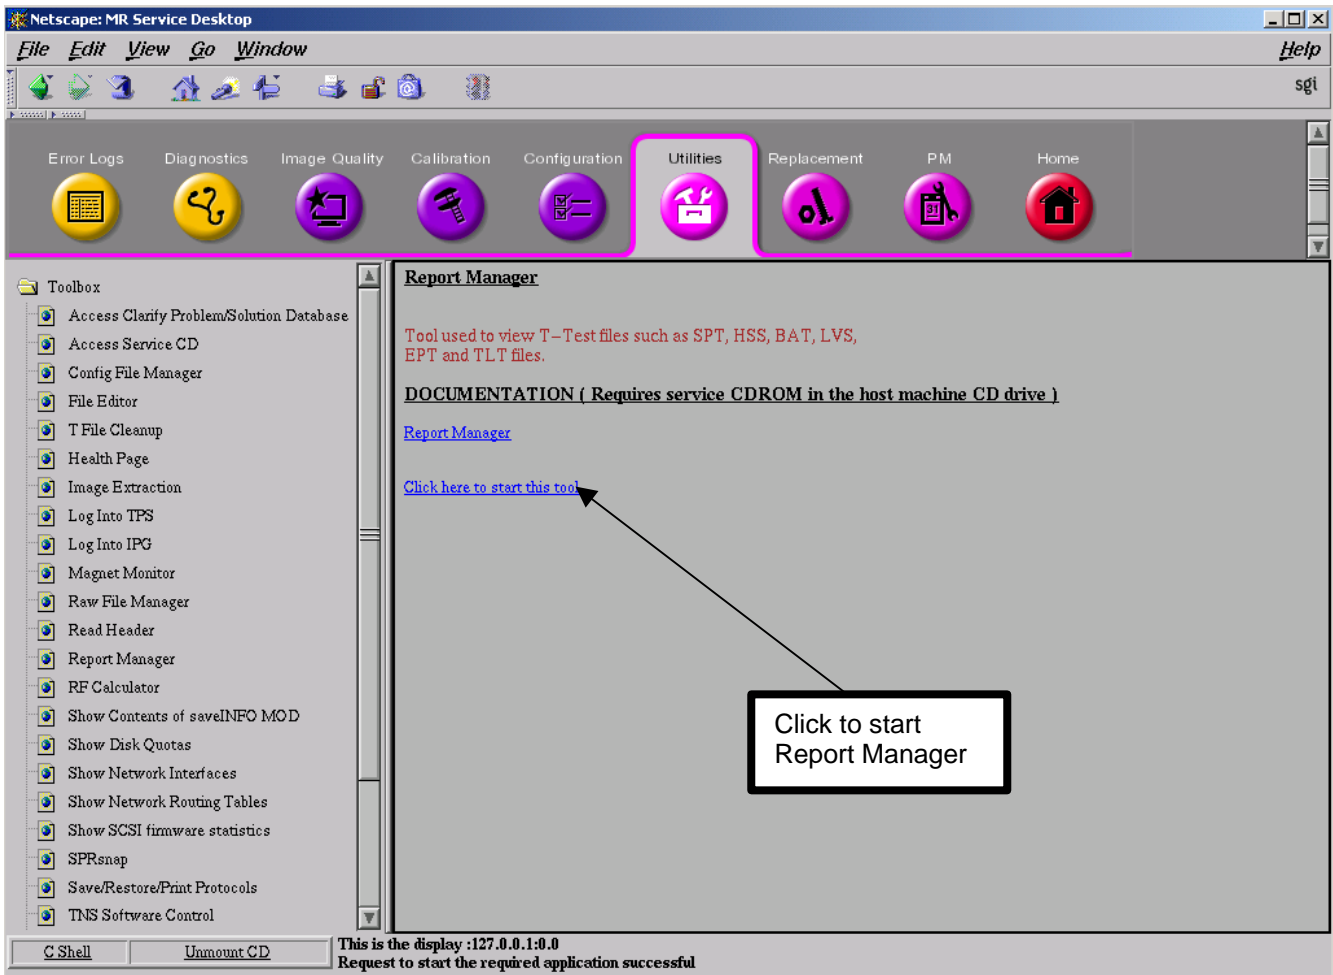 Netscape: MR Service Desktop
File Edit View Go Window Help
sgi
Error Logs Diagnostics Image Quality Calibration Configuration Utilities Replacement PM Home
31
Toolbox
Access Clarify Problem/Solution Database
Access Service CD
Config File Manager
File Editor
T File Cleanup
Health Page
Image Extraction
Log Into TPS
Log Into IPG
Magnet Monitor
Raw File Manager
Read Header
Report Manager
RF Calculator
Show Contents of saveINFO MOD
Show Disk Quotas
Show Network Interfaces
Show Network Routing Tables
Show SCSI firmware statistics
SPRsnap
Save/Restore/Print Protocols
TNS Software Control
Report Manager
Tool used to view T-Test files such as SPT, HSS, BAT, LVS,
EPT and TLT files.
DOCUMENTATION ( Requires service CDROM in the host machine CD drive )
Report Manager
Click here to start this tool
Click to start
Report Manager
C Shell Unmount CD
This is the display :127.0.0.1:0.0
Request to start the required application successful